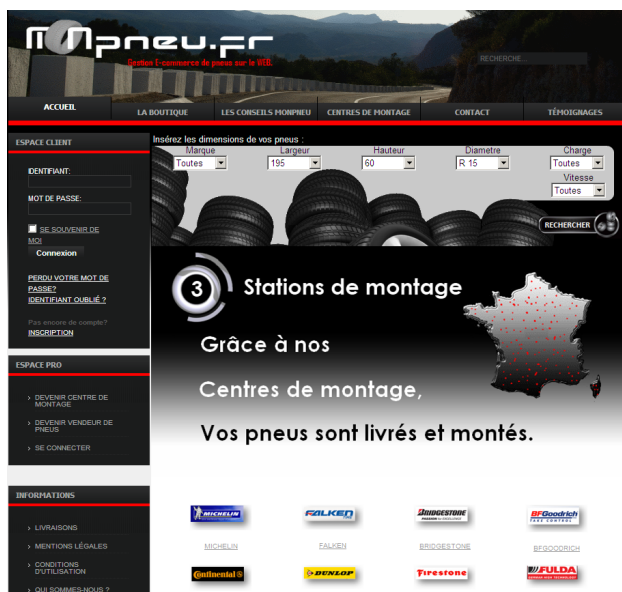 monpneu.fr
Gestion E-commerce de pneus sur le WEB.
RECHERCHE...
ACCUEIL
LA BOUTIQUE
LES CONSEILS MONPNEU
CENTRES DE MONTAGE
CONTACT
TÉMOIGNAGES
ESPACE CLIENT
IDENTIFIANT:
MOT DE PASSE:
SE SOUVENIR DE
MOI
Connexion
PERDU VOTRE MOT DE
PASSE?
IDENTIFIANT OUBLIÉ ?
Pas encore de compte?
INSCRIPTION
ESPACE PRO
DEVENIR CENTRE DE
MONTAGE
DEVENIR VENDEUR DE
PNEUS
SE CONNECTER
INFORMATIONS
LIVRAISONS
MENTIONS LÉGALES
CONDITIONS
D'UTILISATION
QUI SOMMES-NOUS ?
Insérez les dimensions de vos pneus :
Marque
Toutes
Largeur
195
Hauteur
60
Diametre
R 15
Charge
Toutes
Vitesse
Toutes
RECHERCHER
3
Stations de montage
Grâce à nos
Centres de montage,
Vos pneus sont livrés et montés.
MICHELIN
FALKEN
BRIDGESTONE
BFGoodrich
TAKE CONTROL
MICHELIN
FALKEN
BRIDGESTONE
BFGOODRICH
Continental
DUNLOP
Firestone
FULDA